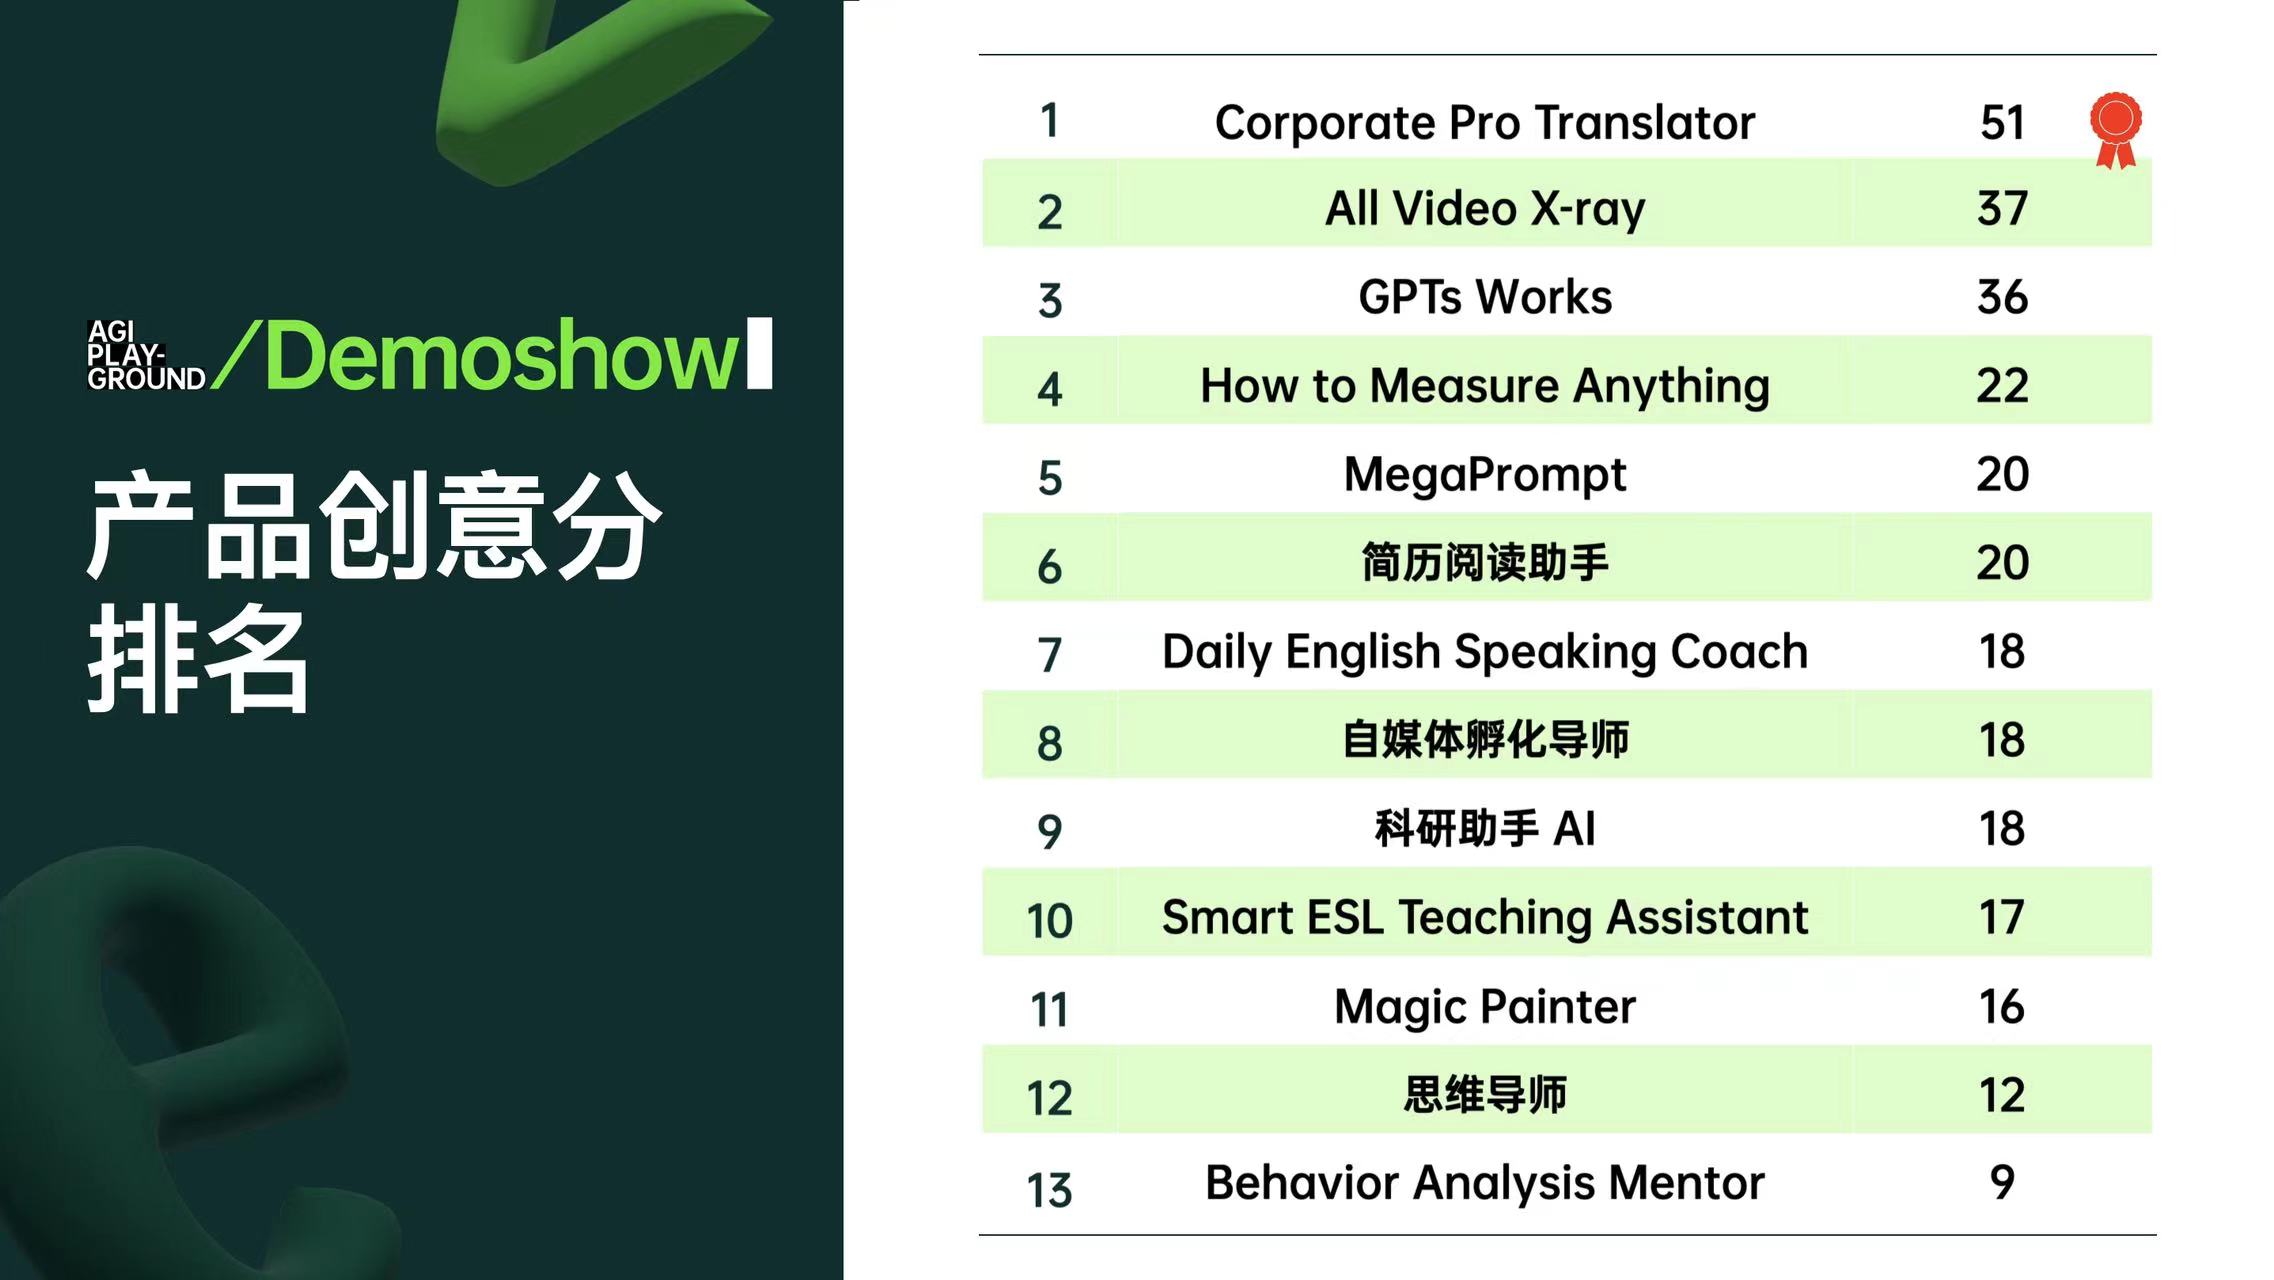 AGI
PLAY-
GROUND
/Demoshow
产品创意分
排名
1 Corporate Pro Translator 51
2 All Video X-ray 37
3 GPTs Works 36
4 How to Measure Anything 22
5 MegaPrompt 20
6 简历阅读助手 20
7 Daily English Speaking Coach 18
8 自媒体孵化导师 18
9 科研助手 AI 18
10 Smart ESL Teaching Assistant 17
11 Magic Painter 16
12 思维导师 12
13 Behavior Analysis Mentor 9